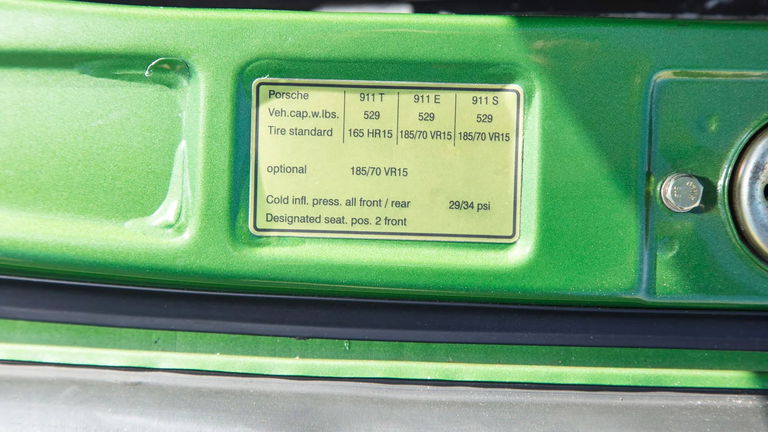 Porsche 911 T 911 E 911 S
Veh.cap.w.lbs. 529 529 529
Tire standard 165 HR15 185/70 VR15 185/70 VR15
optional 185/70 VR15
Cold infl. press. all front / rear 29/34 psi
Designated seat. pos. 2 front